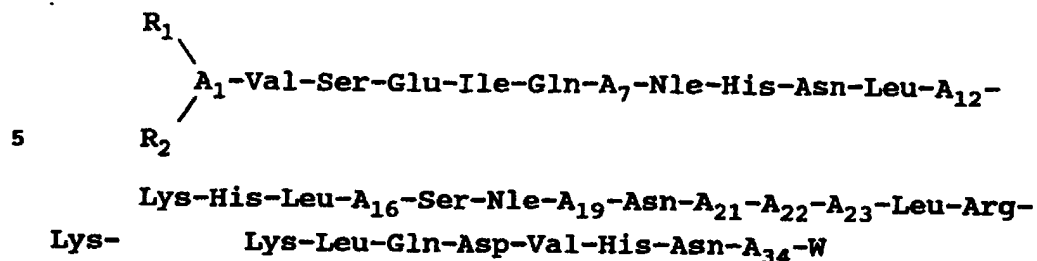 R₁
A₁-Val-Ser-Glu-Ile-Gln-A₇-Nle-His-Asn-Leu-A₁₂-
5 R₂
Lys-His-Leu-A₁₆-Ser-Nle-A₁₉-Asn-A₂₁-A₂₂-A₂₃-Leu-Arg-
Lys- Lys-Leu-Gln-Asp-Val-His-Asn-A₃₄-W